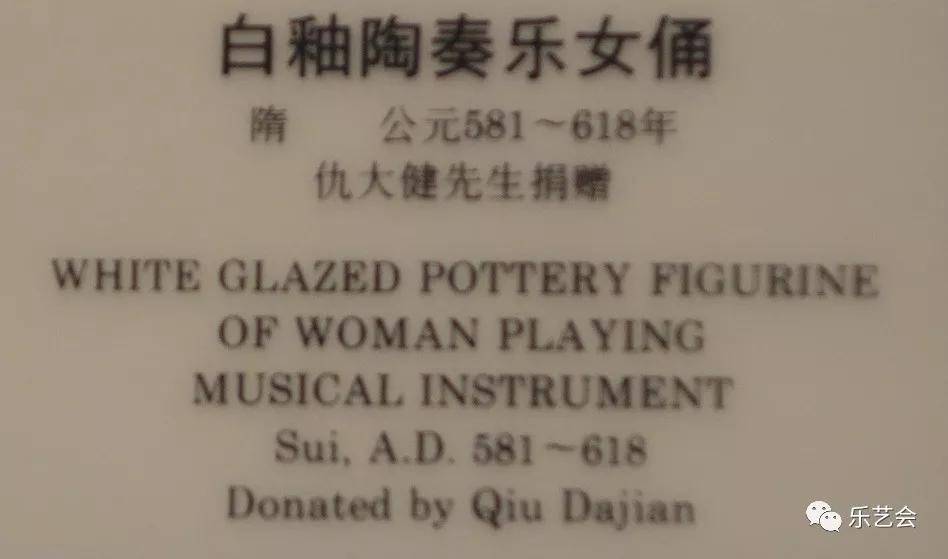 白釉陶奏乐女俑
隋 公元581～618年
仇大健先生捐赠
WHITE GLAZED POTTERY FIGURINE
OF WOMAN PLAYING
MUSICAL INSTRUMENT
Sui, A.D. 581～618
Donated by Qiu Dajian
乐艺会